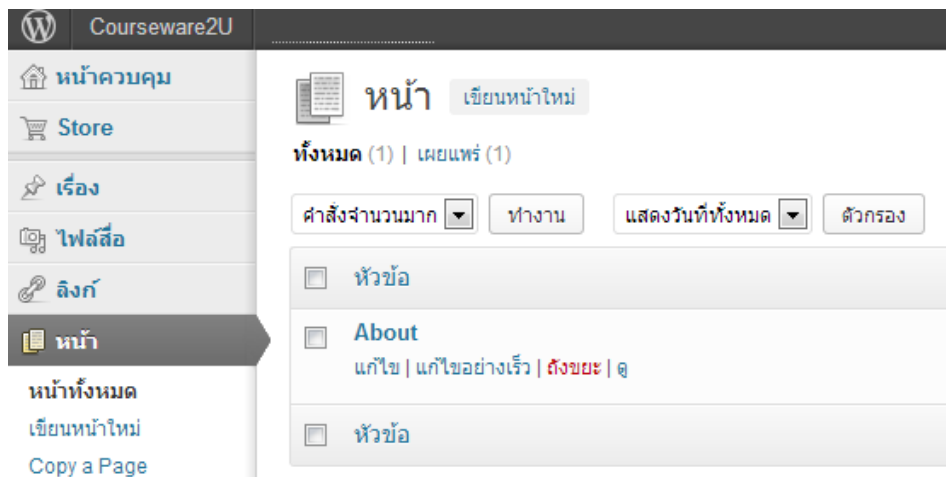 Courseware2U
หน้าควบคุม
Store
เรื่อง
ไฟล์สื่อ
ลิงก์
หน้า
หน้าทั้งหมด
เขียนหน้าใหม่
Copy a Page
หน้า เขียนหน้าใหม่
ทั้งหมด (1) | เผยแพร่ (1)
คำสั่งจำนวนมาก ทำงาน แสดงวันที่ทั้งหมด ตัวกรอง
หัวข้อ
About
แก้ไข | แก้ไขอย่างเร็ว | ถังขยะ | ดู
หัวข้อ